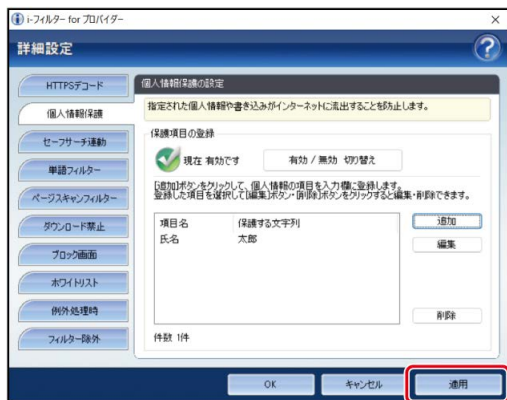 i-フィルター for プロバイダー
詳細設定
?
HTTPSデコード
個人情報保護
セーフサーチ連動
単語フィルター
ページスキャンフィルター
ダウンロード禁止
ブロック画面
ホワイトリスト
例外処理時
フィルター除外
個人情報保護の設定
指定された個人情報や書き込みがインターネットに流出することを防止します。
保護項目の登録
現在 有効です
有効 / 無効 切り替え
[追加]ボタンをクリックして、個人情報の項目を入力欄に登録します。
登録した項目を選択して[編集]ボタン・[削除]ボタンをクリックすると編集・削除できます。
項目名 保護する文字列
氏名 太郎
追加
編集
削除
件数 1件
OK
キャンセル
適用